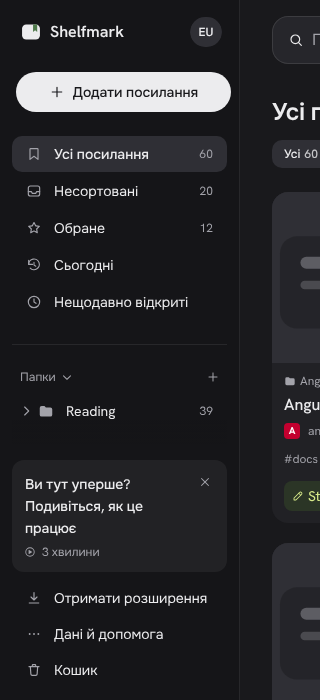 Shelfmark
EU
Додати посилання
Усі посилання 60
Несортовані 20
Обране 12
Сьогодні
Нещодавно відкриті
Папки
Reading 39
Ви тут уперше?
Подивіться, як це
працює
3 хвилини
Отримати розширення
Дані й допомога
Кошик
Усі
Усі 60
Ang
Angu
A an
#docs
St